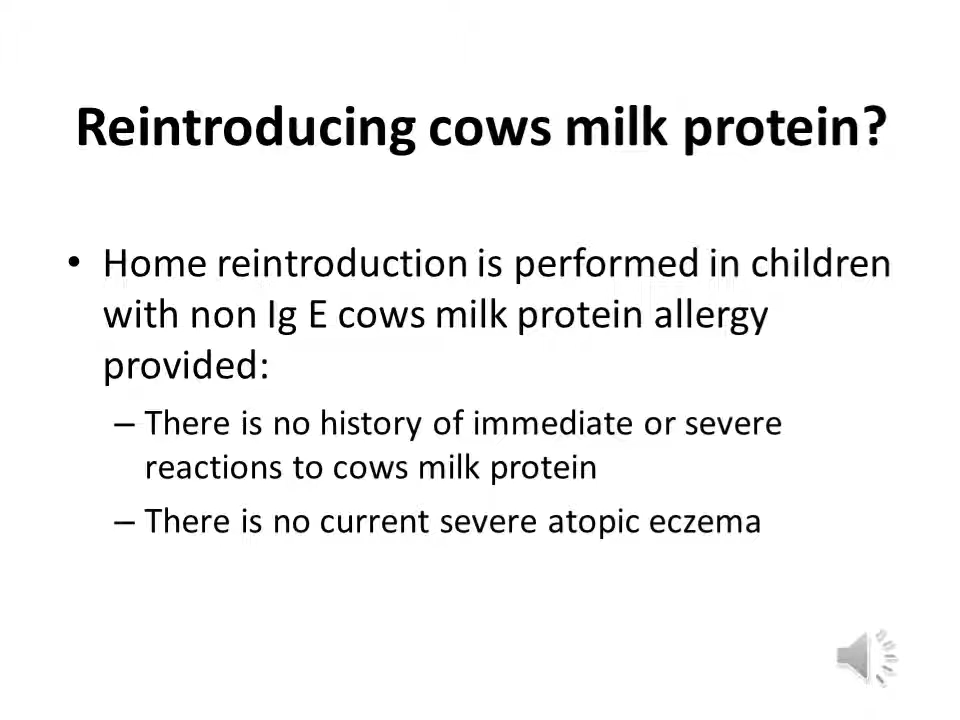 Reintroducing cows milk protein?
• Home reintroduction is performed in children
with non Ig E cows milk protein allergy
provided:
– There is no history of immediate or severe
reactions to cows milk protein
– There is no current severe atopic eczema